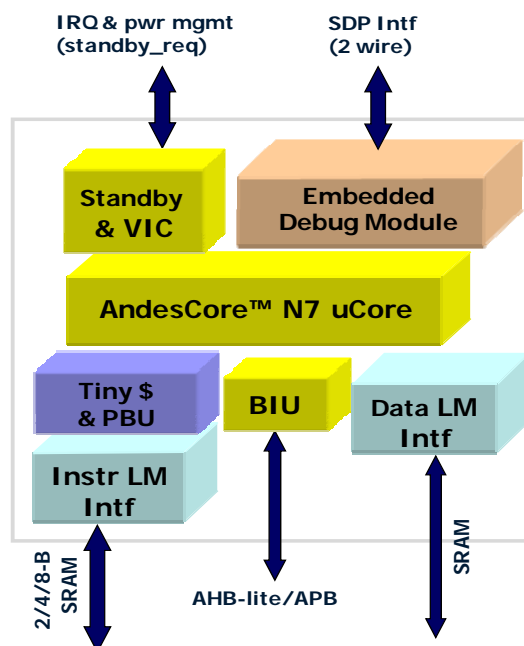 IRQ & pwr mgmt
(standby_req)
SDP Intf
(2 wire)
Standby
& VIC
Embedded
Debug Module
AndesCore™ N7 uCore
Tiny $
& PBU
BIU
Data LM
Intf
Instr LM
Intf
2/4/8-B
SRAM
AHB-lite/APB
SRAM